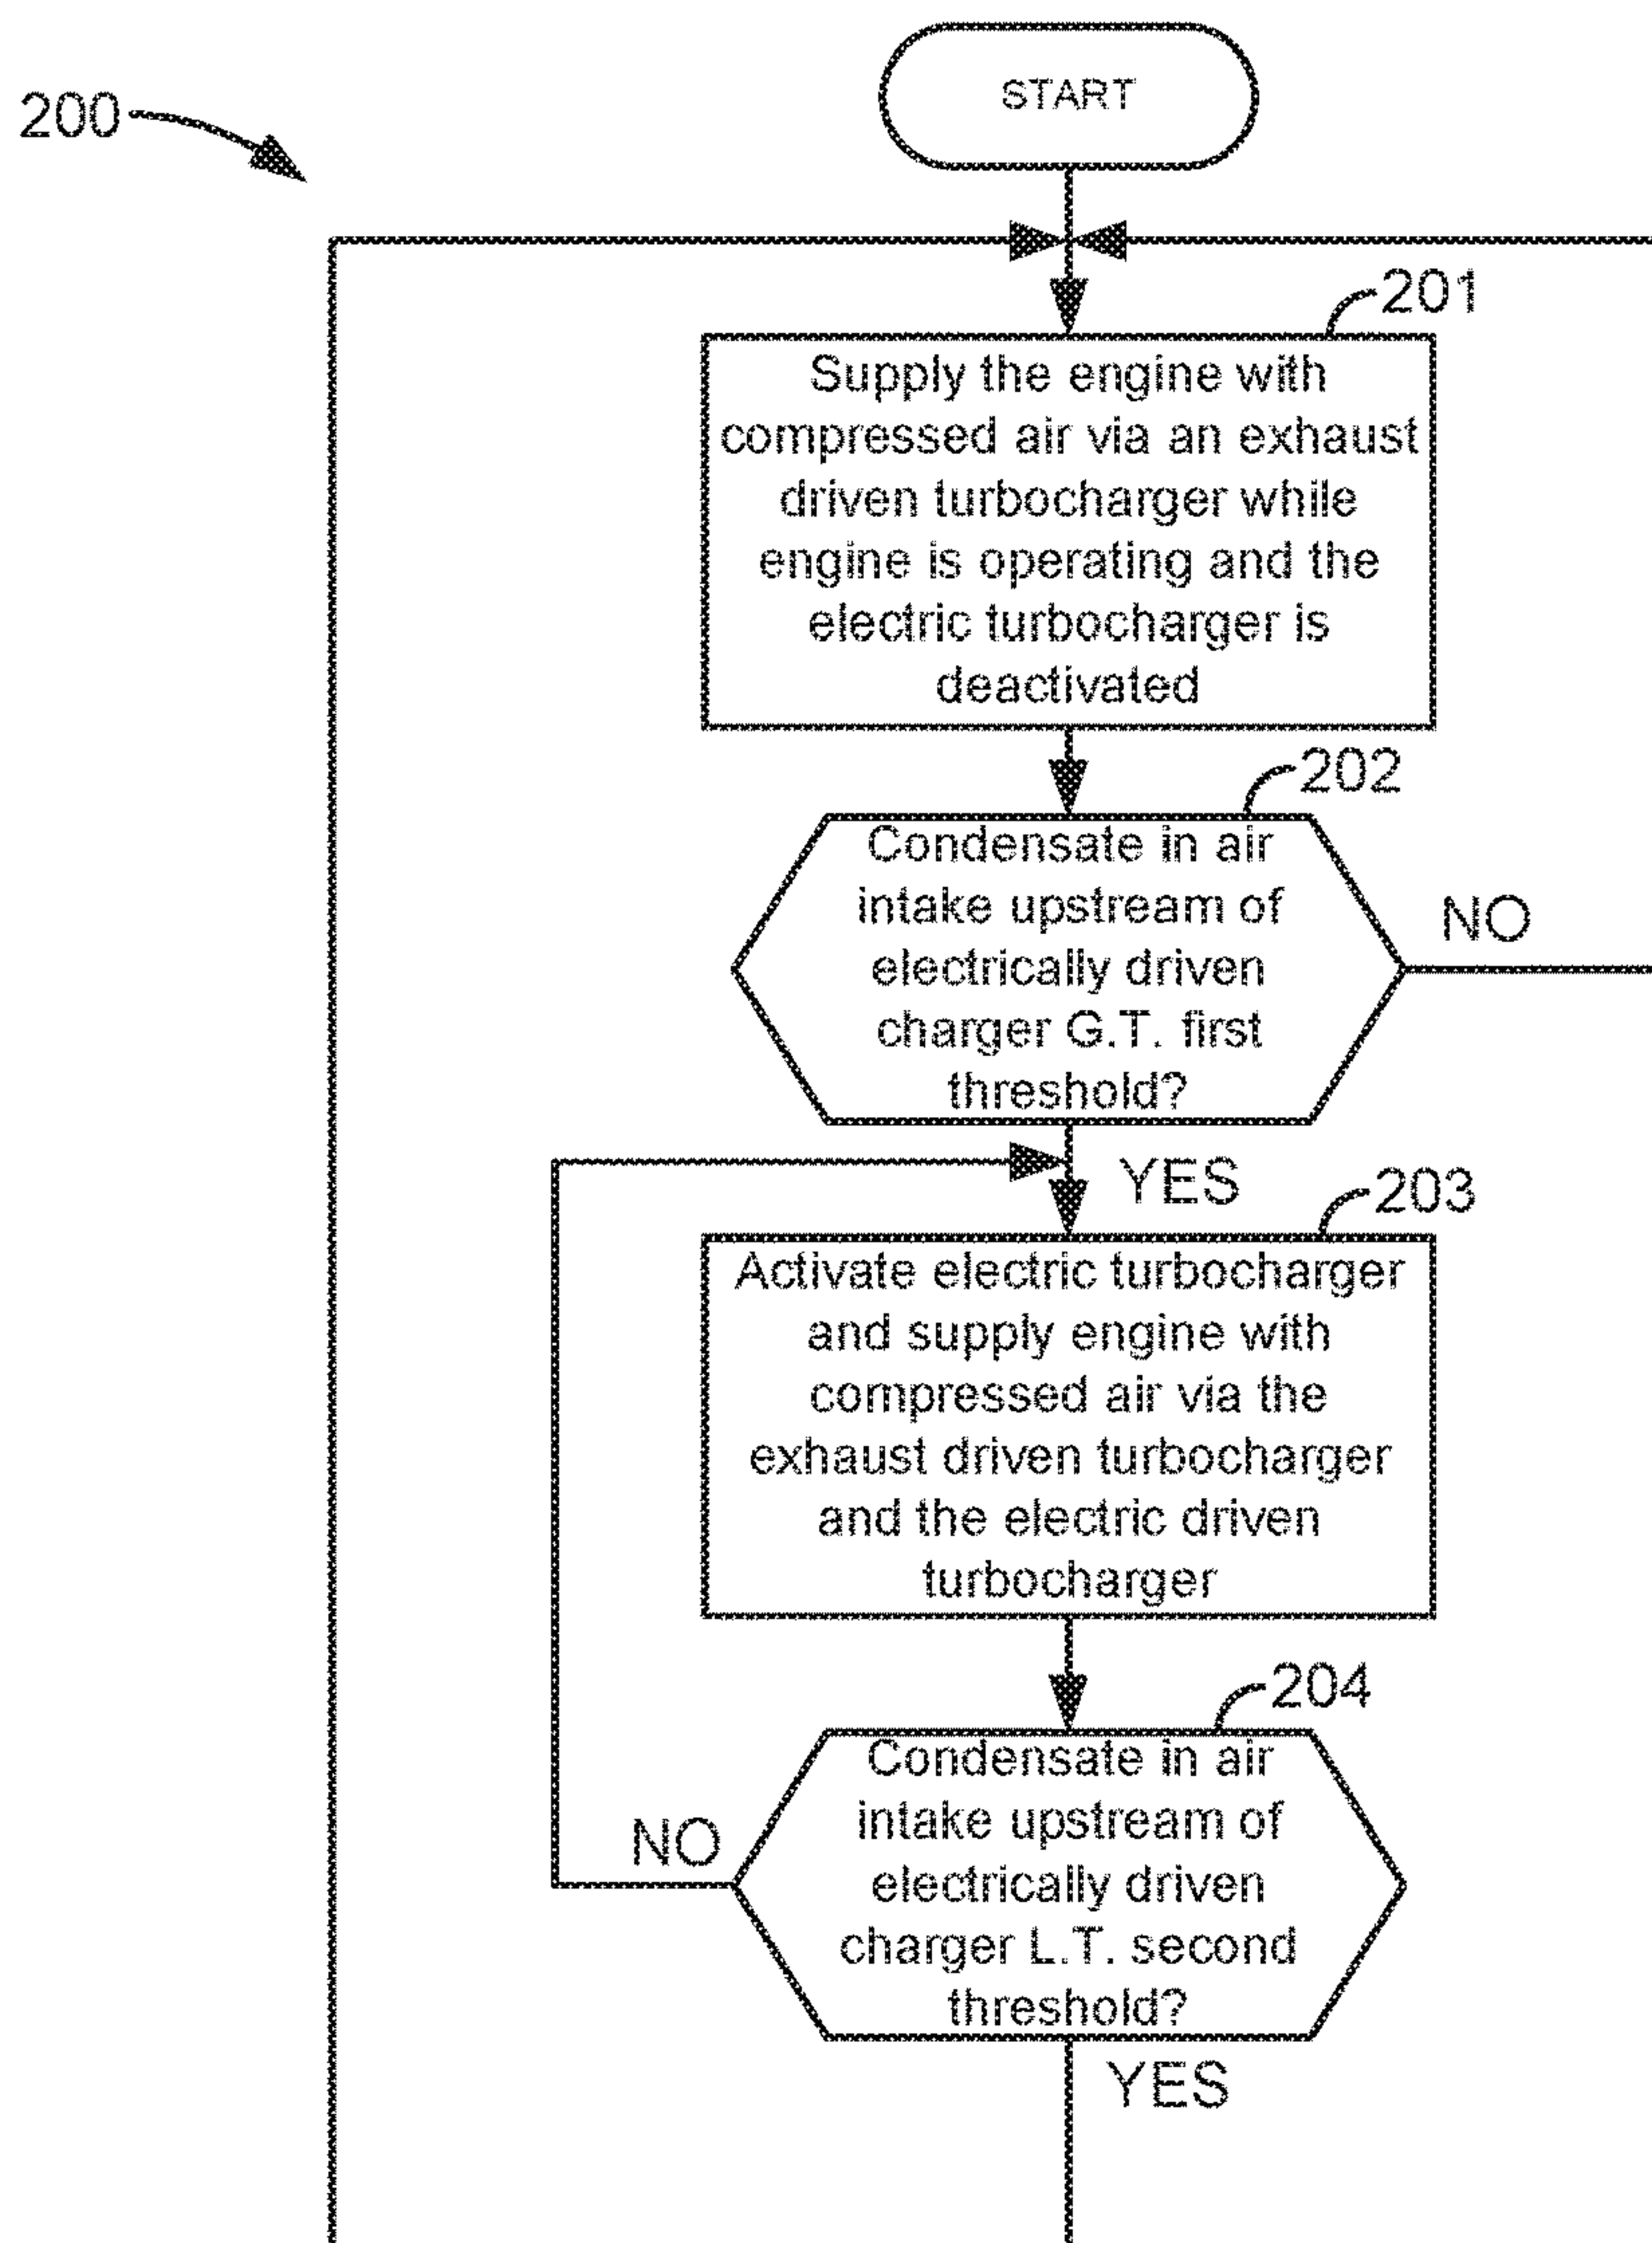 START
200
201
Supply the engine with
compressed air via an exhaust
driven turbocharger while
engine is operating and the
electric turbocharger is
deactivated
202
Condensate in air
intake upstream of
electrically driven
charger G.T. first
threshold?
NO
YES
203
Activate electric turbocharger
and supply engine with
compressed air via the
exhaust driven turbocharger
and the electric driven
turbocharger
204
Condensate in air
intake upstream of
electrically driven
charger L.T. second
threshold?
NO
YES